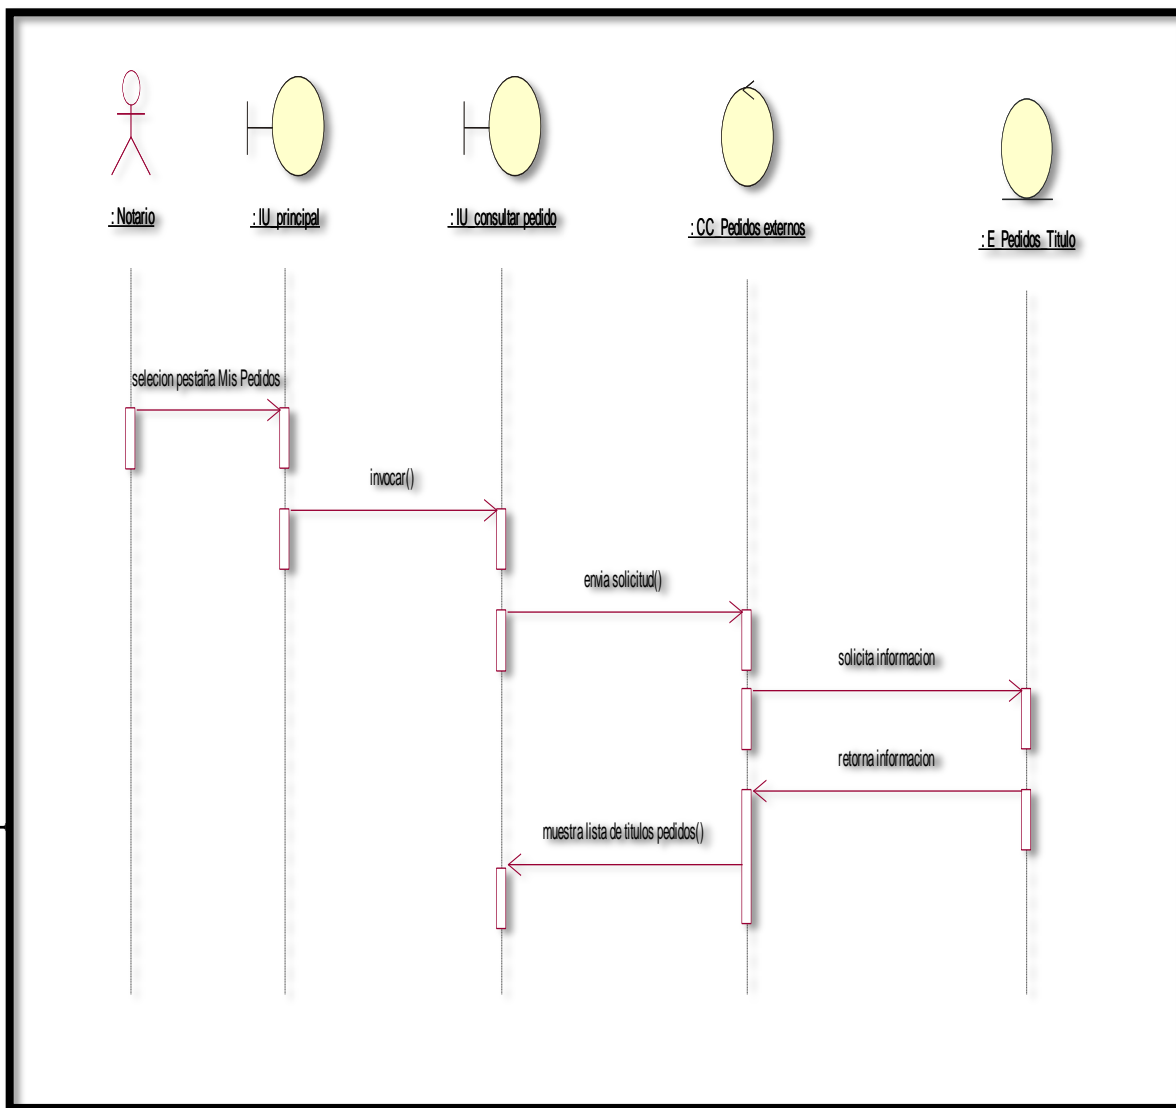 : Notario
: IU_principal
: IU_consultar pedido
: CC_Pedidos externos
: E_Pedidos_Titulo
selecion pestaña Mis Pedidos
invocar()
envia solicitud()
solicita informacion
retorna informacion
muestra lista de titulos pedidos()